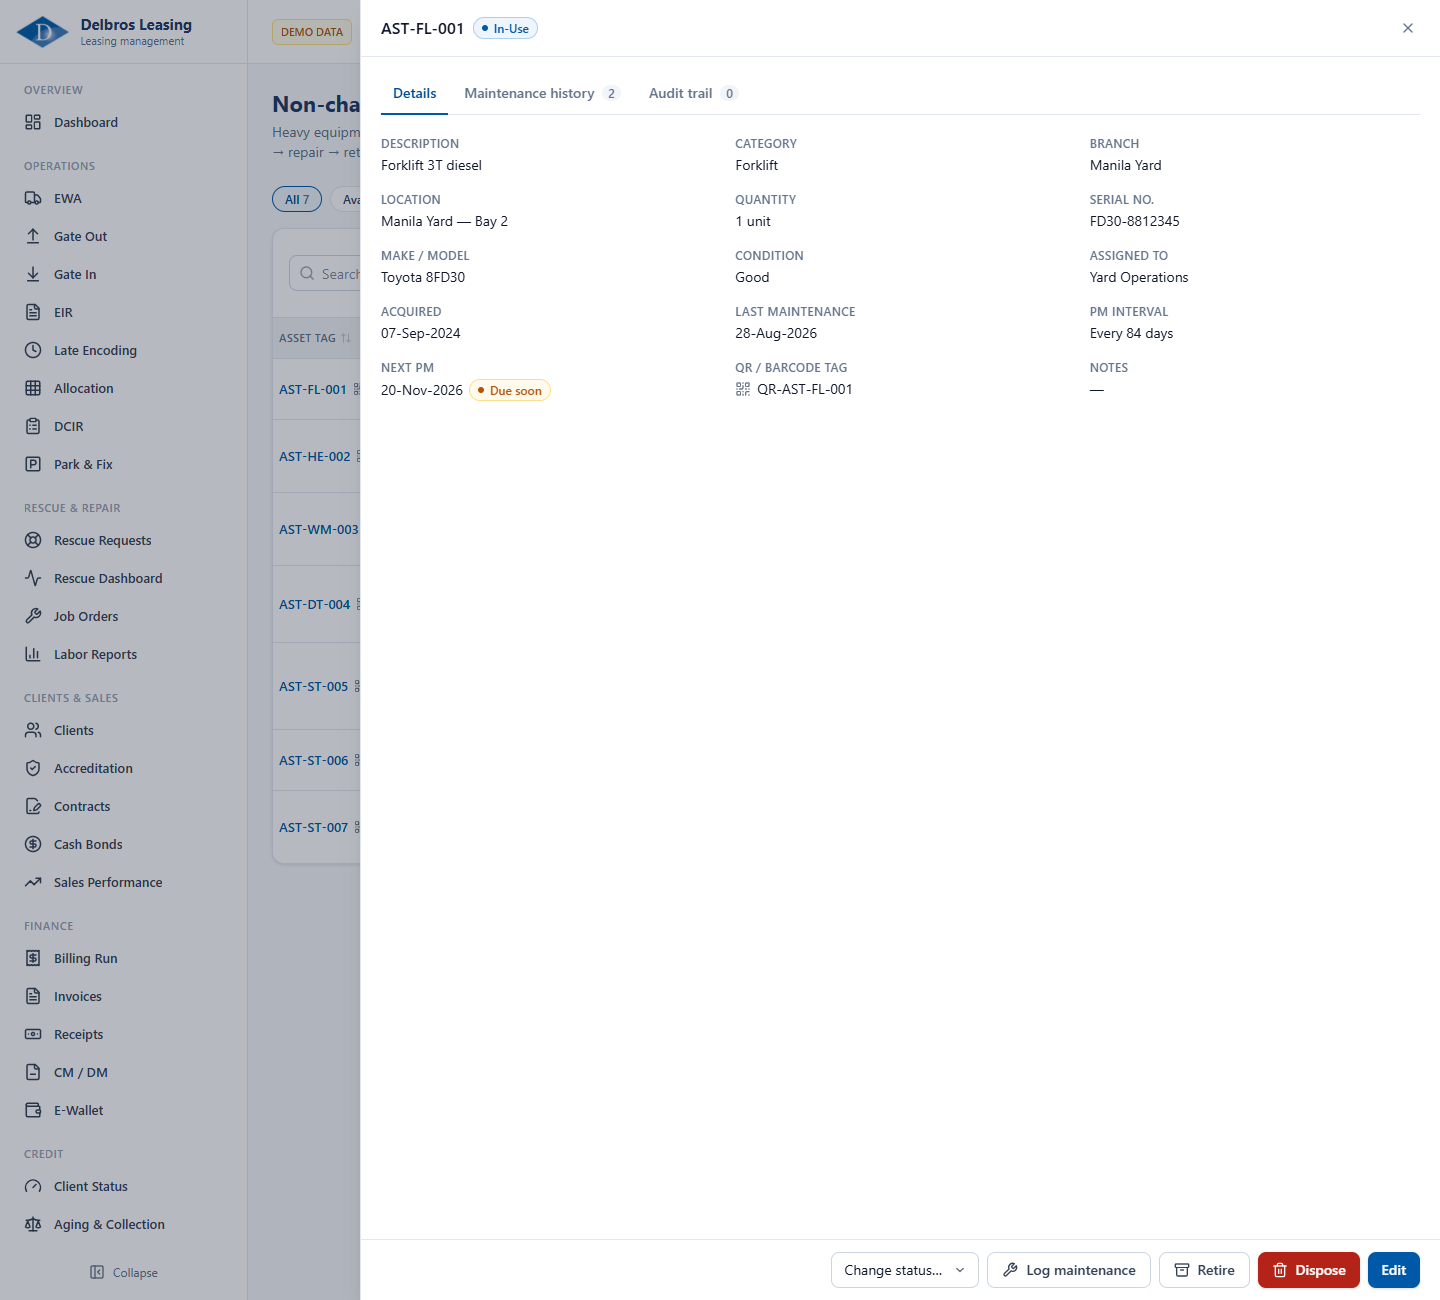 Delbros Leasing
Leasing management
OVERVIEW
Dashboard
OPERATIONS
EWA
Gate Out
Gate In
EIR
Late Encoding
Allocation
DCIR
Park & Fix
RESCUE & REPAIR
Rescue Requests
Rescue Dashboard
Job Orders
Labor Reports
CLIENTS & SALES
Clients
Accreditation
Contracts
Cash Bonds
Sales Performance
FINANCE
Billing Run
Invoices
Receipts
CM / DM
E-Wallet
CREDIT
Client Status
Aging & Collection
Collapse
DEMO DATA
Non-cha
Heavy equipm
→ repair → ret
All 7
Ava
Search
ASSET TAG
AST-FL-001
AST-HE-002
AST-WM-003
AST-DT-004
AST-ST-005
AST-ST-006
AST-ST-007
AST-FL-001 In-Use
Details Maintenance history 2 Audit trail 0
DESCRIPTION CATEGORY BRANCH
Forklift 3T diesel Forklift Manila Yard
LOCATION QUANTITY SERIAL NO.
Manila Yard — Bay 2 1 unit FD30-8812345
MAKE / MODEL CONDITION ASSIGNED TO
Toyota 8FD30 Good Yard Operations
ACQUIRED LAST MAINTENANCE PM INTERVAL
07-Sep-2024 28-Aug-2026 Every 84 days
NEXT PM QR / BARCODE TAG NOTES
20-Nov-2026 Due soon QR-AST-FL-001 —
Change status... Log maintenance Retire Dispose Edit